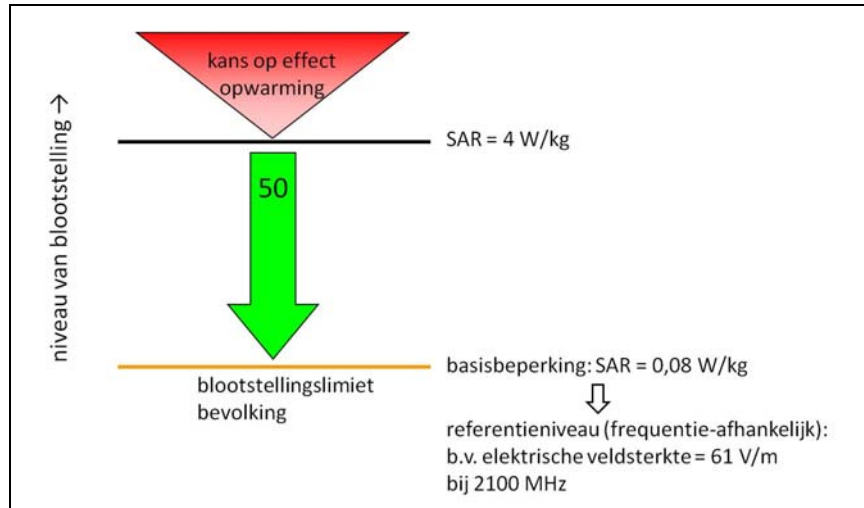 kans op effect
opwarming
niveau van blootstelling →
SAR = 4 W/kg
50
basisbeperking: SAR = 0,08 W/kg
blootstellingslimiet
bevolking
referentieniveau (frequentie-afhankelijk):
b.v. elektrische veldsterkte = 61 V/m
bij 2100 MHz